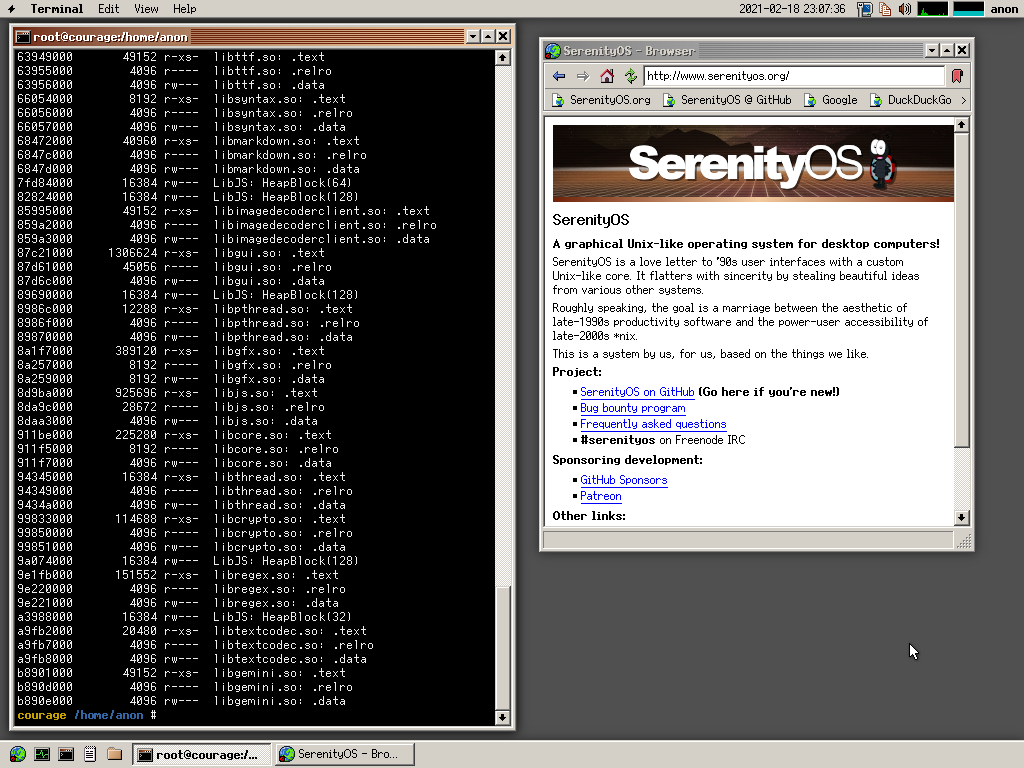 Terminal Edit View Help 2021-02-18 23:07:36 anon
root@courage:/home/anon
63949000 49152 r-xs- libttf.so: .text
63955000 4096 r---- libttf.so: .relro
63956000 4096 rw--- libttf.so: .data
66054000 8192 r-xs- libsyntax.so: .text
66056000 4096 r---- libsyntax.so: .relro
66057000 4096 rw--- libsyntax.so: .data
68472000 40960 r-xs- libmarkdown.so: .text
6847c000 4096 r---- libmarkdown.so: .relro
6847d000 4096 rw--- libmarkdown.so: .data
7fd84000 16384 rw--- LibJS: HeapBlock(64)
82824000 16384 rw--- LibJS: HeapBlock(128)
85995000 49152 r-xs- libimagedecoderclient.so: .text
859a2000 4096 r---- libimagedecoderclient.so: .relro
859a3000 4096 rw--- libimagedecoderclient.so: .data
87c21000 1306624 r-xs- libgui.so: .text
87d61000 45056 r---- libgui.so: .relro
87d6c000 4096 rw--- libgui.so: .data
89690000 16384 rw--- LibJS: HeapBlock(128)
8986c000 12288 r-xs- libpthread.so: .text
8986f000 4096 r---- libpthread.so: .relro
89870000 4096 rw--- libpthread.so: .data
8a1f7000 389120 r-xs- libgfx.so: .text
8a257000 8192 r---- libgfx.so: .relro
8a259000 8192 rw--- libgfx.so: .data
8d9ba000 925696 r-xs- libjs.so: .text
8da9c000 28672 r---- libjs.so: .relro
8daa3000 4096 rw--- libjs.so: .data
911be000 225280 r-xs- libcore.so: .text
911f5000 8192 r---- libcore.so: .relro
911f7000 4096 rw--- libcore.so: .data
94345000 16384 r-xs- libthread.so: .text
94349000 4096 r---- libthread.so: .relro
9434a000 4096 rw--- libthread.so: .data
99833000 114688 r-xs- libcrypto.so: .text
99850000 4096 r---- libcrypto.so: .relro
99851000 4096 rw--- libcrypto.so: .data
9a074000 16384 rw--- LibJS: HeapBlock(128)
9e1fb000 151552 r-xs- libregex.so: .text
9e220000 4096 r---- libregex.so: .relro
9e221000 4096 rw--- libregex.so: .data
a3988000 16384 rw--- LibJS: HeapBlock(32)
a9fb2000 20480 r-xs- libtextcodec.so: .text
a9fb7000 4096 r---- libtextcodec.so: .relro
a9fb8000 4096 rw--- libtextcodec.so: .data
b8901000 49152 r-xs- libgemini.so: .text
b890d000 4096 r---- libgemini.so: .relro
b890e000 4096 rw--- libgemini.so: .data
courage /home/anon #
SerenityOS - Browser
http://www.serenityos.org/
SerenityOS.org SerenityOS @ GitHub Google DuckDuckGo
SerenityOS
SerenityOS
A graphical Unix-like operating system for desktop computers!
SerenityOS is a love letter to '90s user interfaces with a custom
Unix-like core. It flatters with sincerity by stealing beautiful ideas
from various other systems.
Roughly speaking, the goal is a marriage between the aesthetic of
late-1990s productivity software and the power-user accessibility of
late-2000s *nix.
This is a system by us, for us, based on the things we like.
Project:
SerenityOS on GitHub (Go here if you're new!)
Bug bounty program
Frequently asked questions
#serenityos on Freenode IRC
Sponsoring development:
GitHub Sponsors
Patreon
Other links:
root@courage:/... SerenityOS - Bro...